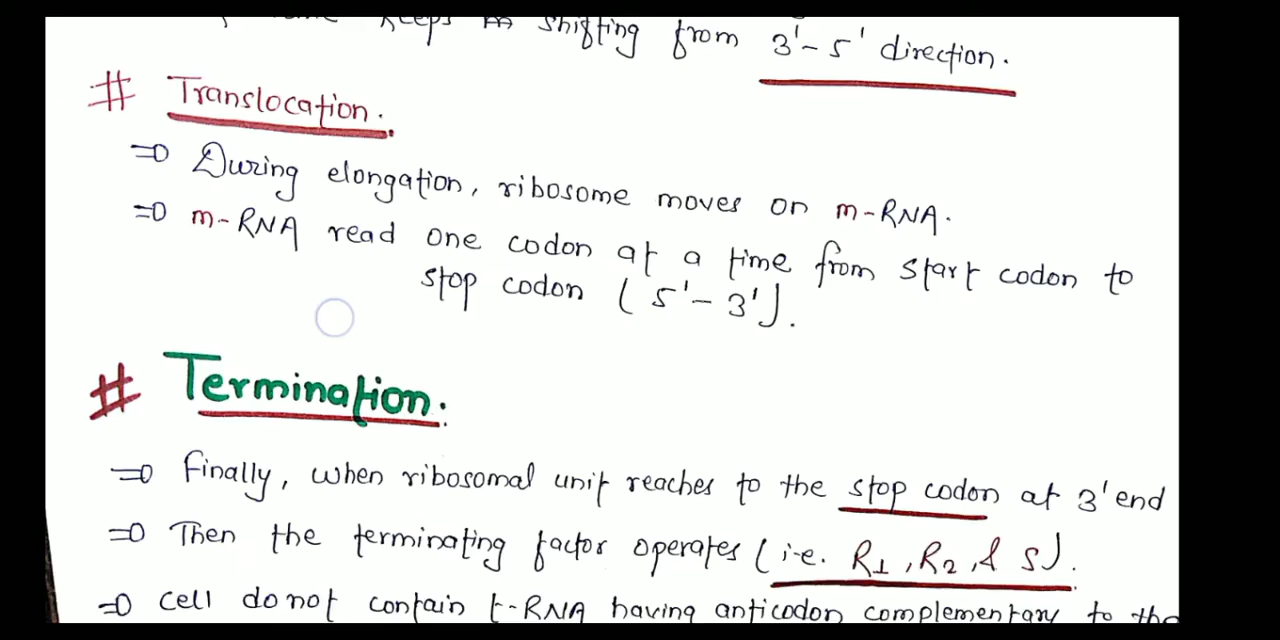 keeps shifting from 3'-5' direction.
# Translocation.
⇒ During elongation, ribosome moves on m-RNA.
⇒ m-RNA read one codon at a time from start codon to
stop codon (5'-3').
# Termination.
⇒ Finally, when ribosomal unit reaches to the stop codon at 3' end
⇒ Then the terminating factor operates (i.e. R1, R2, & S).
⇒ cell do not contain t-RNA having anticodon complementary to the